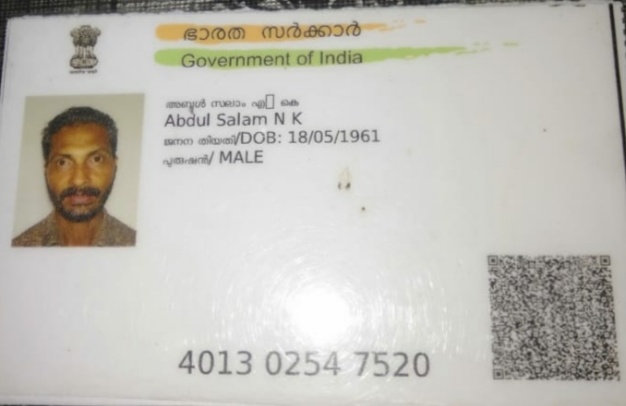 ഭാരത സർക്കാർ
Government of India
അബ്ദുൾ സലാം എ▯ കെ
Abdul Salam N K
ജനന തിയതി/DOB: 18/05/1961
പുരുഷൻ/ MALE
4013 0254 7520